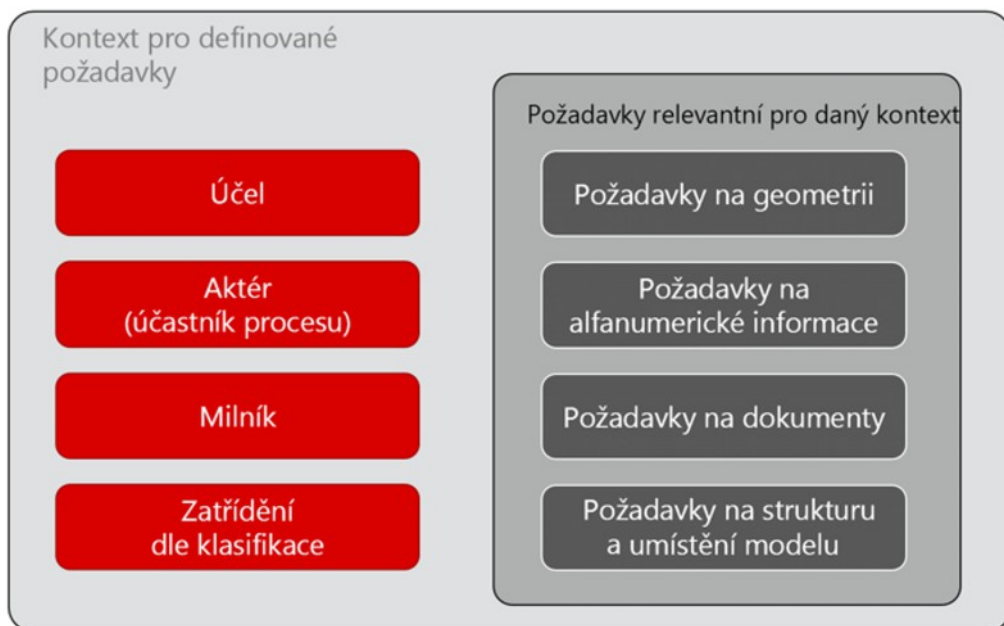 Kontext pro definované
požadavky
Účel
Aktér
(účastník procesu)
Milník
Zatřídění
dle klasifikace
Požadavky relevantní pro daný kontext
Požadavky na geometrii
Požadavky na
alfanumerické informace
Požadavky na dokumenty
Požadavky na strukturu
a umístění modelu